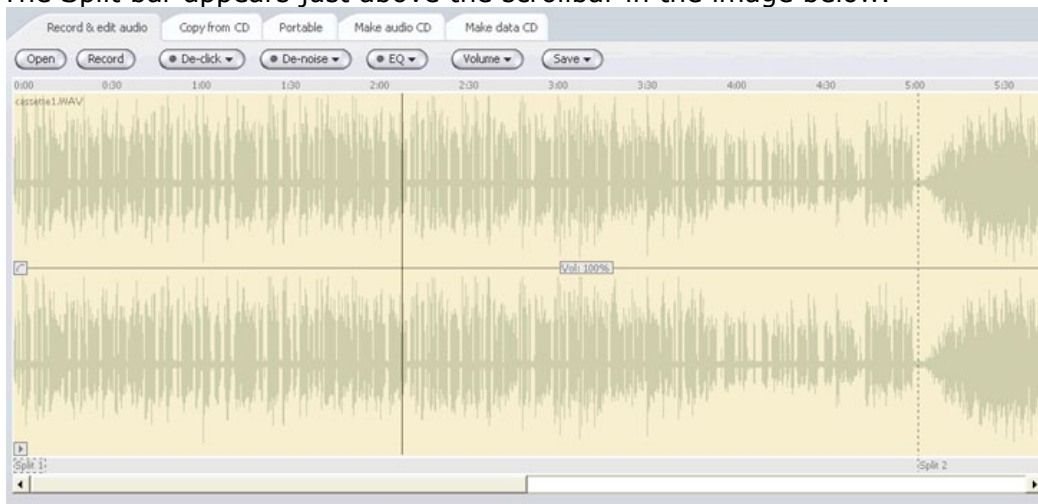 The Split bar appears just above the scrollbar in the image below.
Record & edit audio Copy from CD Portable Make audio CD Make data CD
Open Record De-click De-noise EQ Volume Save
0:00 0:30 1:00 1:30 2:00 2:30 3:00 3:30 4:00 4:30 5:00 5:30
cassette1.WAV
Vol: 100%
Split 1 Split 2